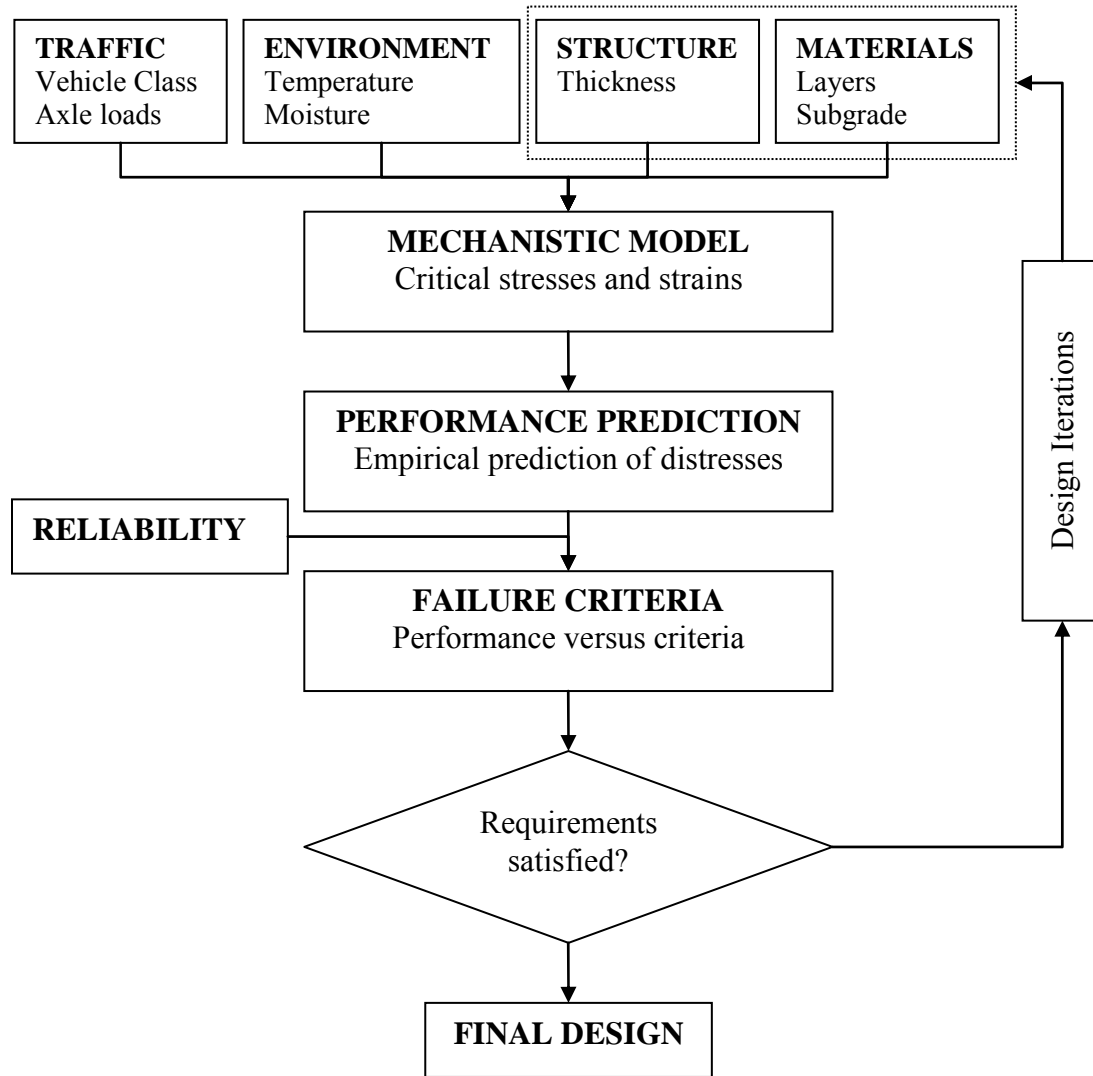 TRAFFIC
Vehicle Class
Axle loads
ENVIRONMENT
Temperature
Moisture
STRUCTURE
Thickness
MATERIALS
Layers
Subgrade
MECHANISTIC MODEL
Critical stresses and strains
PERFORMANCE PREDICTION
Empirical prediction of distresses
RELIABILITY
FAILURE CRITERIA
Performance versus criteria
Design Iterations
Requirements
satisfied?
FINAL DESIGN